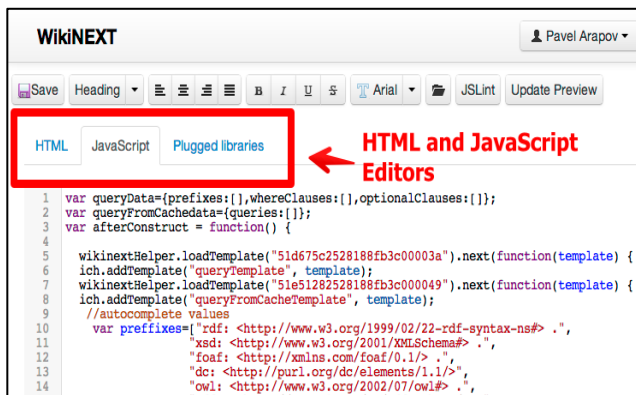 WikiNEXT
Pavel Arapov
Save Heading B I U S Arial JSLint Update Preview
HTML JavaScript Plugged libraries
HTML and JavaScript
Editors
1 var queryData={prefixes:[],whereClauses:[],optionalClauses:[]};
2 var queryFromCachedata={queries:[]};
3 var afterConstruct = function() {
4
5 wikinextHelper.loadTemplate("51d675c2528188fb3c00003a").next(function(template) {
6 ich.addTemplate("queryTemplate", template);
7 wikinextHelper.loadTemplate("51e51282528188fb3c000049").next(function(template) {
8 ich.addTemplate("queryFromCacheTemplate", template);
9 //autocomplete values
10 var preffixes=["rdf: <http://www.w3.org/1999/02/22-rdf-syntax-ns#> .",
11 "xsd: <http://www.w3.org/2001/XMLSchema#> .",
12 "foaf: <http://xmlns.com/foaf/0.1/> .",
13 "dc: <http://purl.org/dc/elements/1.1/>",
14 "owl: <http://www.w3.org/2002/07/owl#> .",